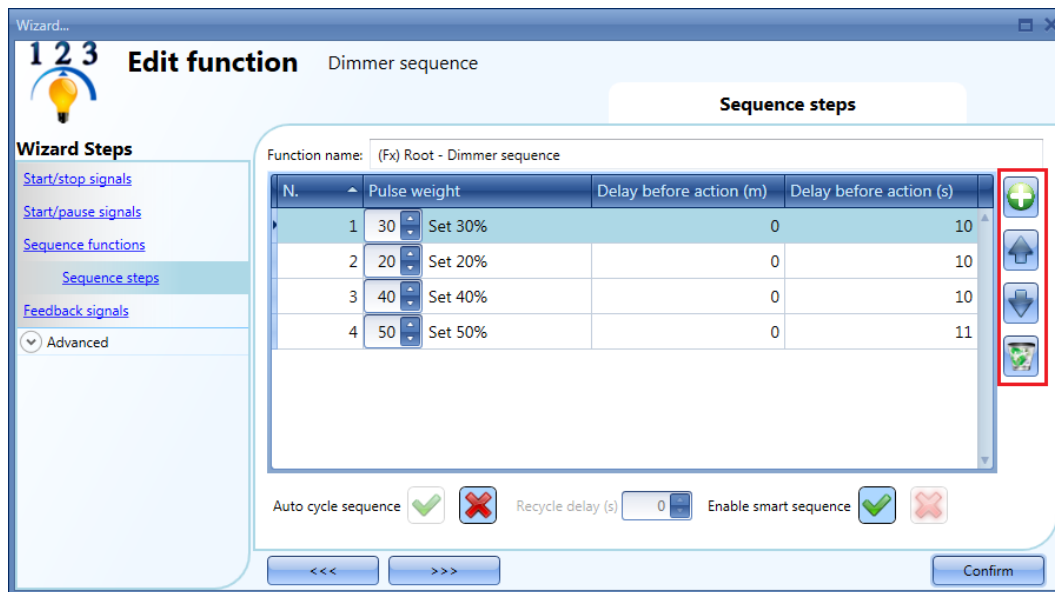 Wizard...
1 2 3
Edit function Dimmer sequence
Sequence steps
Wizard Steps
Start/stop signals
Start/pause signals
Sequence functions
Sequence steps
Feedback signals
Advanced
Function name: (Fx) Root - Dimmer sequence
N. Pulse weight Delay before action (m) Delay before action (s)
1 30 Set 30% 0 10
2 20 Set 20% 0 10
3 40 Set 40% 0 10
4 50 Set 50% 0 11
Auto cycle sequence Recycle delay (s) 0 Enable smart sequence
<<< >>> Confirm